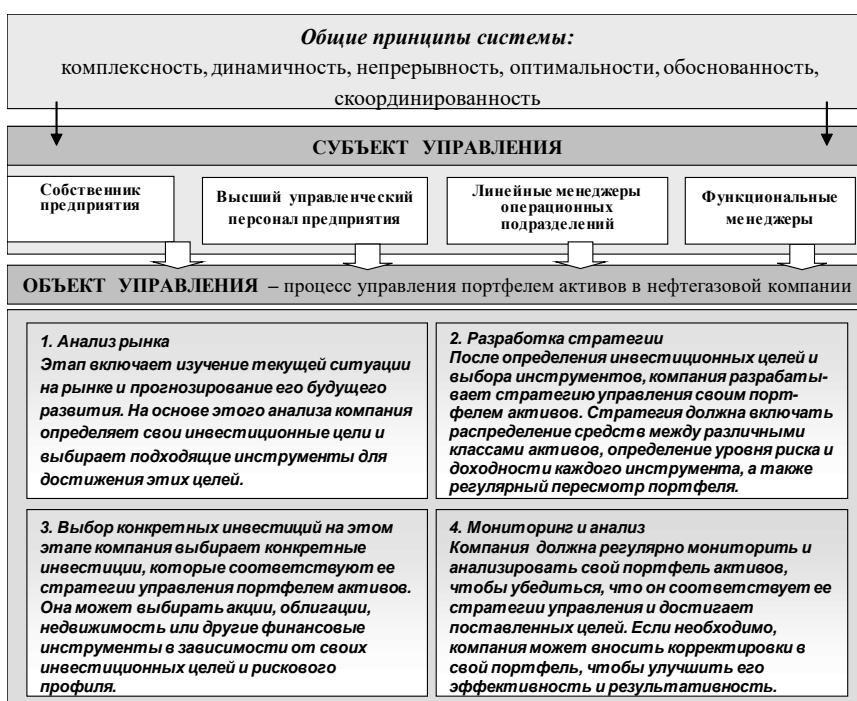 Общие принципы системы:
комплексность, динамичность, непрерывность, оптимальности, обоснованность,
скоординированность
СУБЪЕКТ УПРАВЛЕНИЯ
Собственник
предприятия
Высший управленческий
персонал предприятия
Линейные менеджеры
операционных
подразделений
Функциональные
менеджеры
ОБЪЕКТ УПРАВЛЕНИЯ – процесс управления портфелем активов в нефтегазовой компании
1. Анализ рынка
Этап включает изучение текущей ситуации
на рынке и прогнозирование его будущего
развития. На основе этого анализа компания
определяет свои инвестиционные цели и
выбирает подходящие инструменты для
достижения этих целей.
2. Разработка стратегии
После определения инвестиционных целей и
выбора инструментов, компания разрабаты-
вает стратегию управления своим порт-
фелем активов. Стратегия должна включать
распределение средств между различными
классами активов, определение уровня риска и
доходности каждого инструмента, а также
регулярный пересмотр портфеля.
3. Выбор конкретных инвестиций на этом
этапе компания выбирает конкретные
инвестиции, которые соответствуют ее
стратегии управления портфелем активов.
Она может выбирать акции, облигации,
недвижимость или другие финансовые
инструменты в зависимости от своих
инвестиционных целей и рискового
профиля.
4. Мониторинг и анализ
Компания должна регулярно мониторить и
анализировать свой портфель активов,
чтобы убедиться, что он соответствует ее
стратегии управления и достигает
поставленных целей. Если необходимо,
компания может вносить корректировки в
свой портфель, чтобы улучшить его
эффективность и результативность.